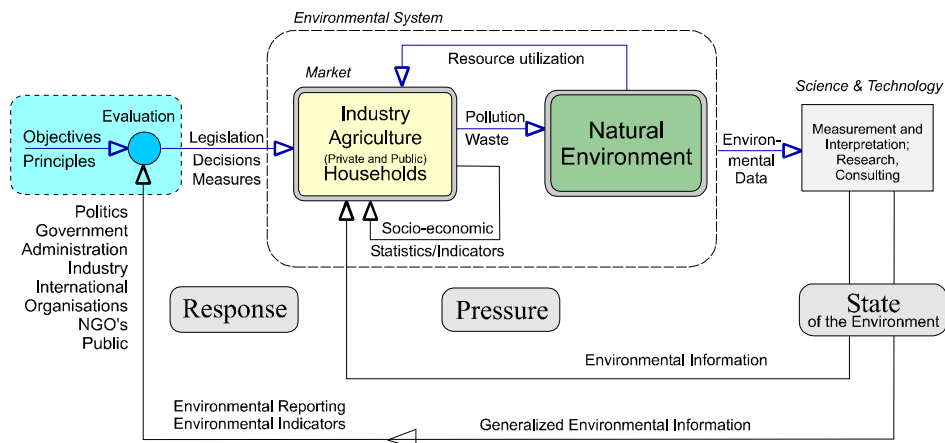 Environmental System
Resource utilization
Market
Science & Technology
Evaluation
Objectives
Principles
Legislation
Decisions
Measures
Industry
Agriculture
(Private and Public)
Households
Pollution
Waste
Natural
Environment
Environ-
mental
Data
Measurement and
Interpretation;
Research,
Consulting
Socio-economic
Statistics/Indicators
Politics
Government
Administration
Industry
International
Organisations
NGO's
Public
Response
Pressure
State
of the Environment
Environmental Information
Environmental Reporting
Environmental Indicators
Generalized Environmental Information